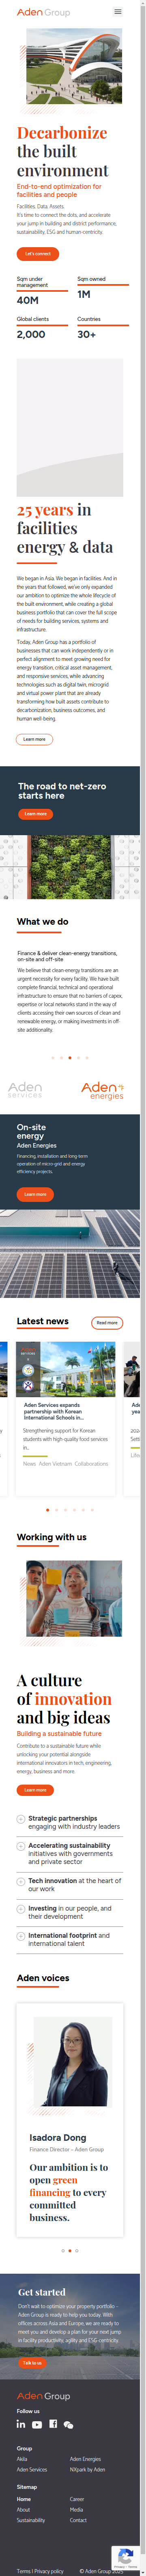 Aden Group
Decarbonize
the built
environment
End-to-end optimization for
facilities and people
Facilities. Data. Assets.
It's time to connect the dots, and accelerate
your jump in building and district performance,
sustainability, ESG and human-centricity.
Let's connect
Sqm under
management
40M
Sqm owned
1M
Global clients
2,000
Countries
30+
25 years in
facilities
energy & data
We began in Asia. We began in facilities. And in
the years that followed, we've only expanded
our ambition to optimize the whole lifecycle of
the built environment, while creating a global
business portfolio that can cover the full scope
of needs for building services, systems and
infrastructure.
Today, Aden Group has a portfolio of
businesses that can work independently or in
perfect alignment to meet growing need for
energy transition, critical asset management,
and responsive services, while advancing
technologies such as digital twin, microgrid
and virtual power plant that are already
transforming how built assets contribute to
decarbonization, business outcomes, and
human well-being.
Learn more
The road to net-zero
starts here
Learn more
What we do
Finance & deliver clean-energy transitions,
on-site and off-site
We believe that clean-energy transitions are an
urgent necessity for every facility. We have built
out the financial, technical and operational
infrastructure to ensure that no barriers of capex,
expertise or local networks stand in the way of
sites accessing their own sources of clean and
renewable energy, or making investments in off-
site additionality.
Aden
services
Aden
energies
On-site
energy
Aden Energies
Financing, installation and long-term
operation of micro-grid and energy
efficiency projects.
Learn more
Latest news
Read more
Aden Services expands
partnership with Korean
International Schools in...
Strengthening support for Korean
students with high-quality food services
in...
News Aden Vietnam Collaborations
Working with us
A culture
of innovation
and big ideas
Building a sustainable future
Contribute to a sustainable future while
unlocking your potential alongside
international innovators in tech, engineering,
energy, business and more.
Learn more
Strategic partnerships
engaging with industry leaders
Accelerating sustainability
initiatives with governments
and private sector
Tech innovation at the heart of
our work
Investing in our people, and
their development
International footprint and
international talent
Aden voices
Isadora Dong
Finance Director – Aden Group
Our ambition is to
open green
financing to every
committed
business.
Get started
Don't wait to optimize your property portfolio -
Aden Group is ready to help you today. With
offices across Asia and Europe, we are ready to
meet you and develop a plan for your next jump
in facility productivity, agility and ESG-centricity.
Talk to us
Aden Group
Follow us
Group
Akila
Aden Energies
Aden Services
NXpark by Aden
Sitemap
Home
Career
About
Media
Sustainability
Contact
Terms | Privacy policy
© Aden Group 2025
Privacy - Terms